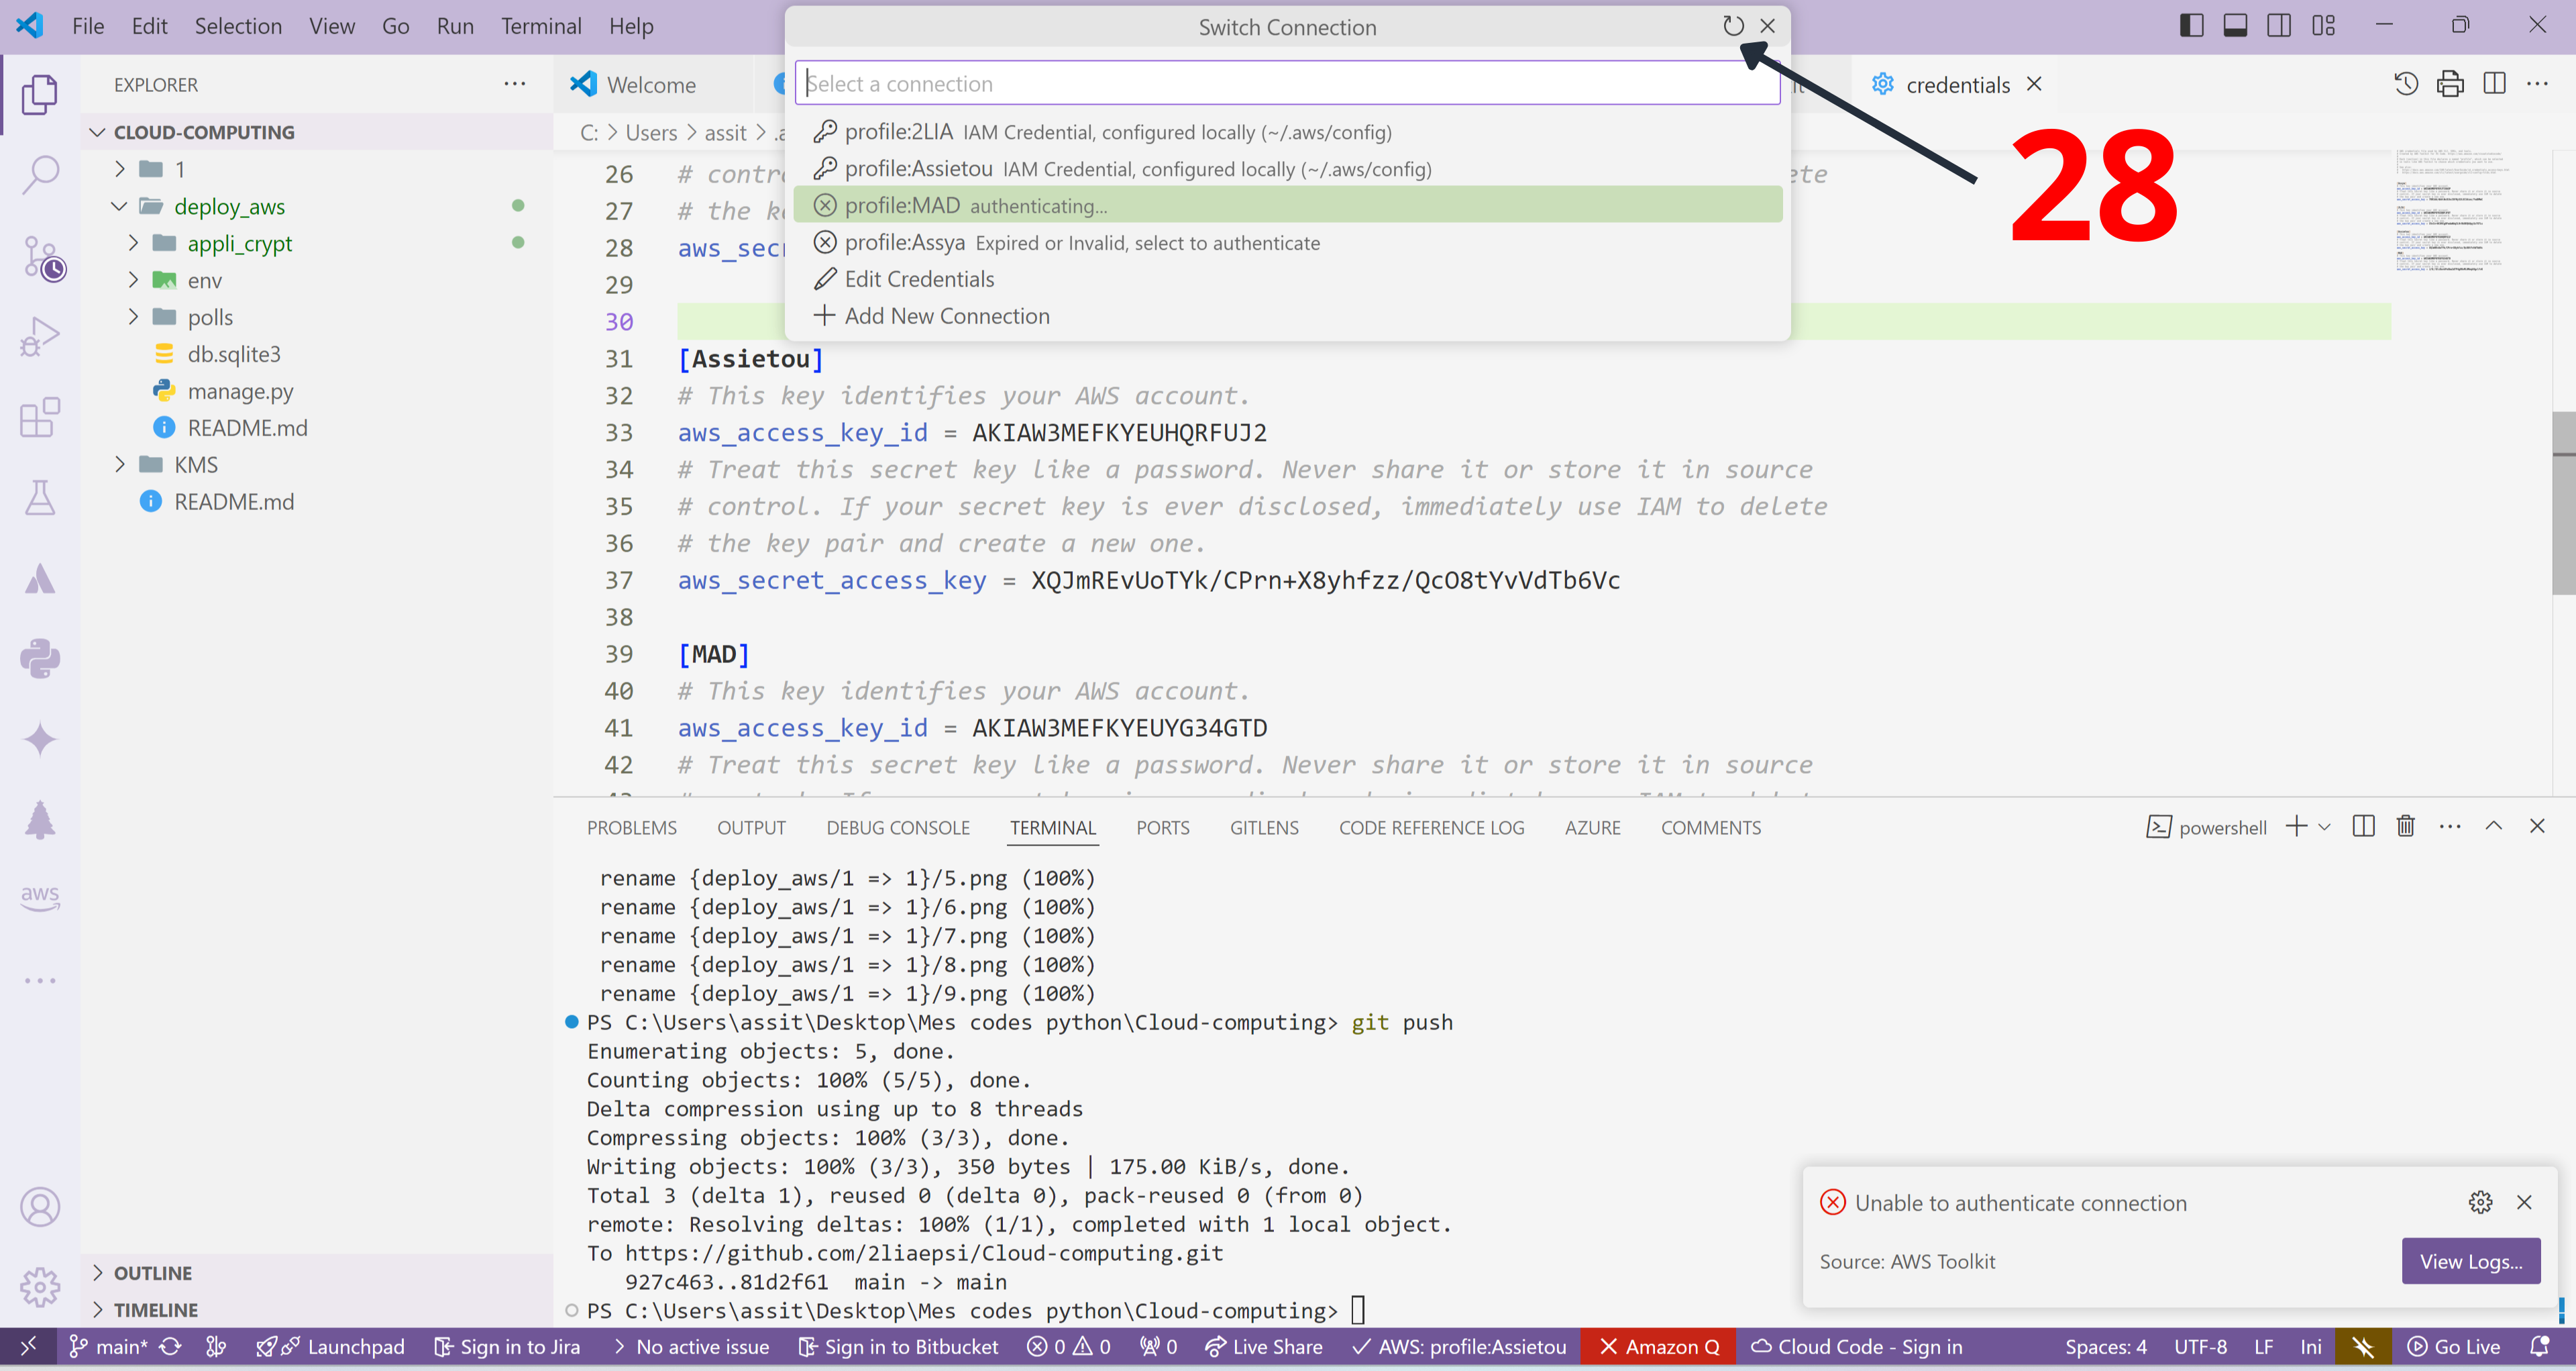 File Edit Selection View Go Run Terminal Help
Switch Connection
Select a connection
profile:2LIA IAM Credential, configured locally (~/.aws/config)
profile:Assietou IAM Credential, configured locally (~/.aws/config)
profile:MAD authenticating...
profile:Assya Expired or Invalid, select to authenticate
Edit Credentials
Add New Connection
28
EXPLORER
CLOUD-COMPUTING
1
deploy_aws
appli_crypt
env
polls
db.sqlite3
manage.py
README.md
KMS
README.md
aws
OUTLINE
TIMELINE
Welcome
credentials
C: > Users > assit >
26 # contr
27 # the k
28 aws_sec
29
30
31 [Assietou]
32 # This key identifies your AWS account.
33 aws_access_key_id = AKIAW3MEFKYEUHQRFUJ2
34 # Treat this secret key like a password. Never share it or store it in source
35 # control. If your secret key is ever disclosed, immediately use IAM to delete
36 # the key pair and create a new one.
37 aws_secret_access_key =
38
39 [MAD]
40 # This key identifies your AWS account.
41 aws_access_key_id = AKIAW3MEFKYEUYG34GTD
42 # Treat this secret key like a password. Never share it or store it in source
PROBLEMS OUTPUT DEBUG CONSOLE TERMINAL PORTS GITLENS CODE REFERENCE LOG AZURE COMMENTS
powershell
rename {deploy_aws/1 => 1}/5.png (100%)
rename {deploy_aws/1 => 1}/6.png (100%)
rename {deploy_aws/1 => 1}/7.png (100%)
rename {deploy_aws/1 => 1}/8.png (100%)
rename {deploy_aws/1 => 1}/9.png (100%)
PS C:\Users\assit\Desktop\Mes codes python\Cloud-computing> git push
Enumerating objects: 5, done.
Counting objects: 100% (5/5), done.
Delta compression using up to 8 threads
Compressing objects: 100% (3/3), done.
Writing objects: 100% (3/3), 350 bytes | 175.00 KiB/s, done.
Total 3 (delta 1), reused 0 (delta 0), pack-reused 0 (from 0)
remote: Resolving deltas: 100% (1/1), completed with 1 local object.
To https://github.com/2liaepsi/Cloud-computing.git
927c463..81d2f61 main -> main
PS C:\Users\assit\Desktop\Mes codes python\Cloud-computing>
Unable to authenticate connection
Source: AWS Toolkit
View Logs...
main* Launchpad Sign in to Jira No active issue Sign in to Bitbucket 0 0 0 Live Share AWS: profile:Assietou Amazon Q Cloud Code - Sign in Spaces: 4 UTF-8 LF Ini Go Live